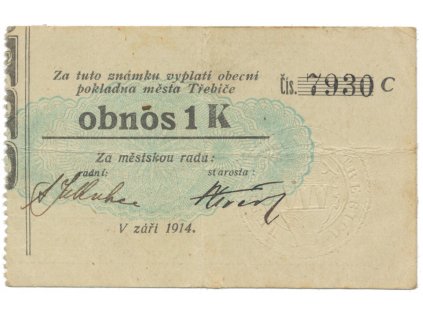 Za tuto známku vyplatí obecní
pokladna města Třebíče
Čís. 7930 C
obnos 1 K
Za městskou radu:
radní: starosta:
V září 1914.